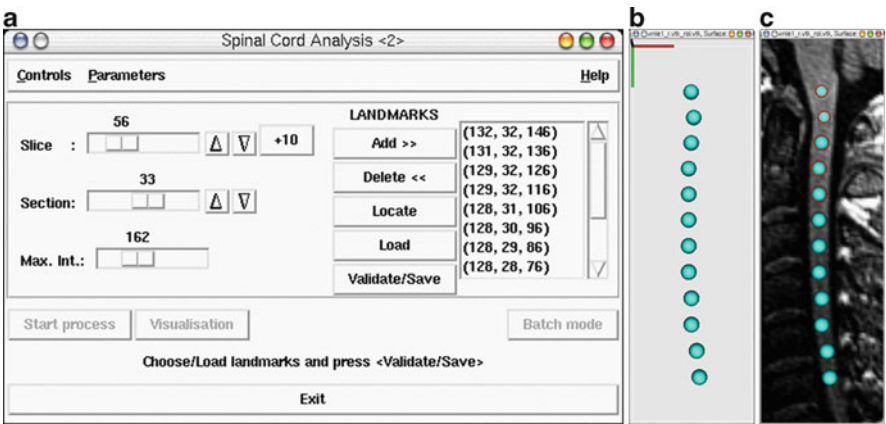 a
b
c
Spinal Cord Analysis <2>
Controls Parameters Help
56
Slice :
+10
33
Section:
162
Max. Int.:
LANDMARKS
Add >>
Delete <<
Locate
Load
Validate/Save
(132, 32, 146)
(131, 32, 136)
(129, 32, 126)
(129, 32, 116)
(128, 31, 106)
(128, 30, 96)
(128, 29, 86)
(128, 28, 76)
Start process
Visualisation
Batch mode
Choose/Load landmarks and press <Validate/Save>
Exit
Surface
Surface